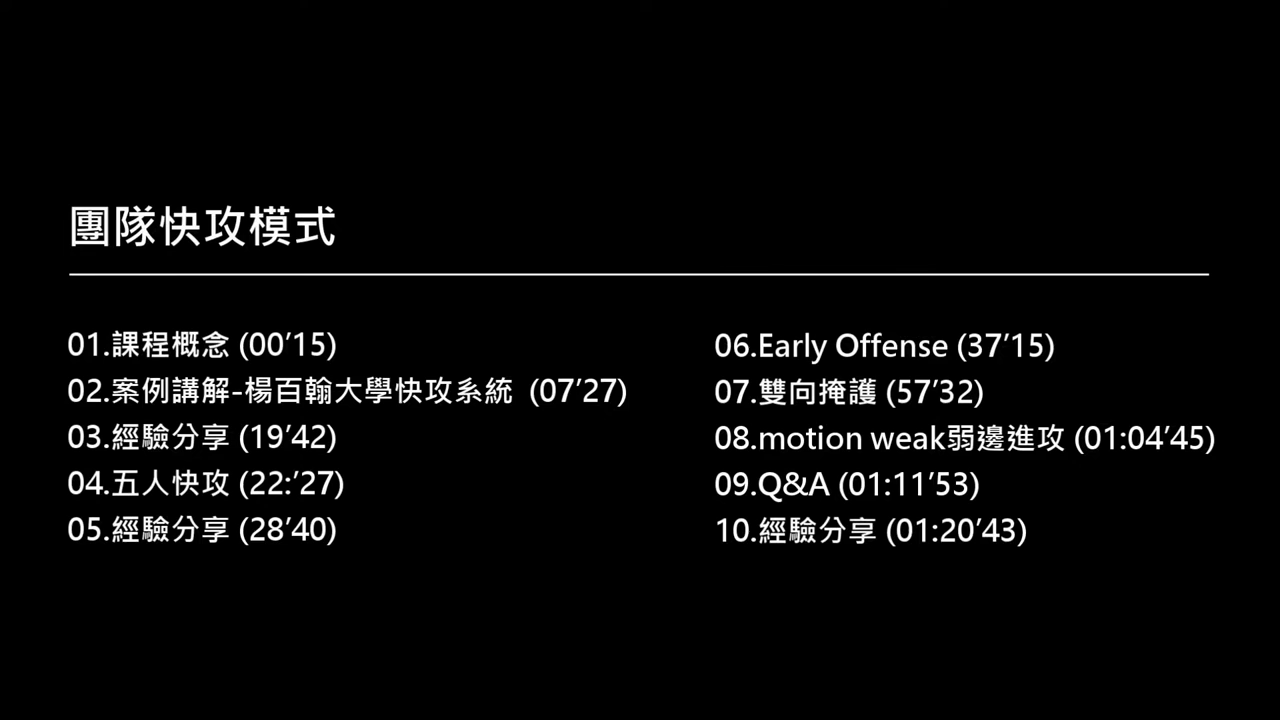 團隊快攻模式
01.課程概念 (00’15)
02.案例講解-楊百翰大學快攻系統  (07’27)
03.經驗分享 (19’42)
04.五人快攻 (22:’27)
05.經驗分享 (28’40)
06.Early Offense (37’15)
07.雙向掩護 (57’32)
08.motion weak弱邊進攻 (01:04’45)
09.Q&A (01:11’53)
10.經驗分享 (01:20’43)